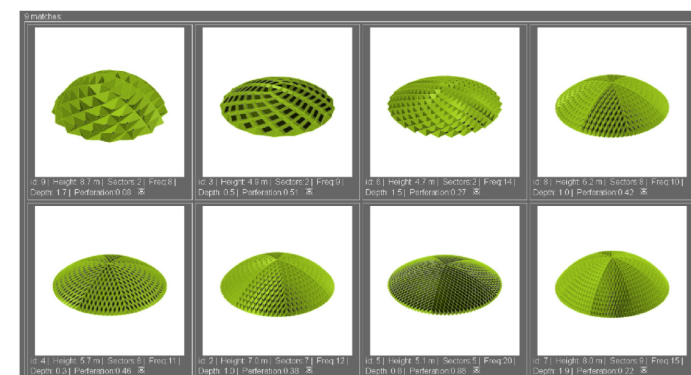 9 matches:
id: 9 | Height: 8.7 m | Sectors:2 | Freq:8 |
Depth: 1.7 | Perforation:0.08
id: 3 | Height: 4.9 m | Sectors:2 | Freq:9 |
Depth: 0.5 | Perforation:0.51
id: 6 | Height: 4.7 m | Sectors:2 | Freq:14 |
Depth: 1.5 | Perforation:0.27
id: 8 | Height: 6.2 m | Sectors:8 | Freq:10 |
Depth: 1.0 | Perforation:0.42
id: 4 | Height: 5.7 m | Sectors:6 | Freq:11 |
Depth: 0.3 | Perforation:0.46
id: 2 | Height: 7.0 m | Sectors:7 | Freq:12 |
Depth: 1.0 | Perforation:0.38
id: 5 | Height: 5.1 m | Sectors:5 | Freq:20 |
Depth: 0.6 | Perforation:0.86
id: 7 | Height: 8.0 m | Sectors:9 | Freq:15 |
Depth: 1.9 | Perforation:0.22